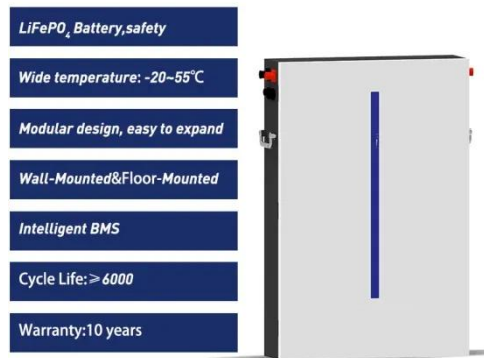 LiFePO₄ Battery,safety
Wide temperature: -20~55℃
Modular design, easy to expand
Wall-Mounted&Floor-Mounted
Intelligent BMS
Cycle Life:≥6000
Warranty:10 years